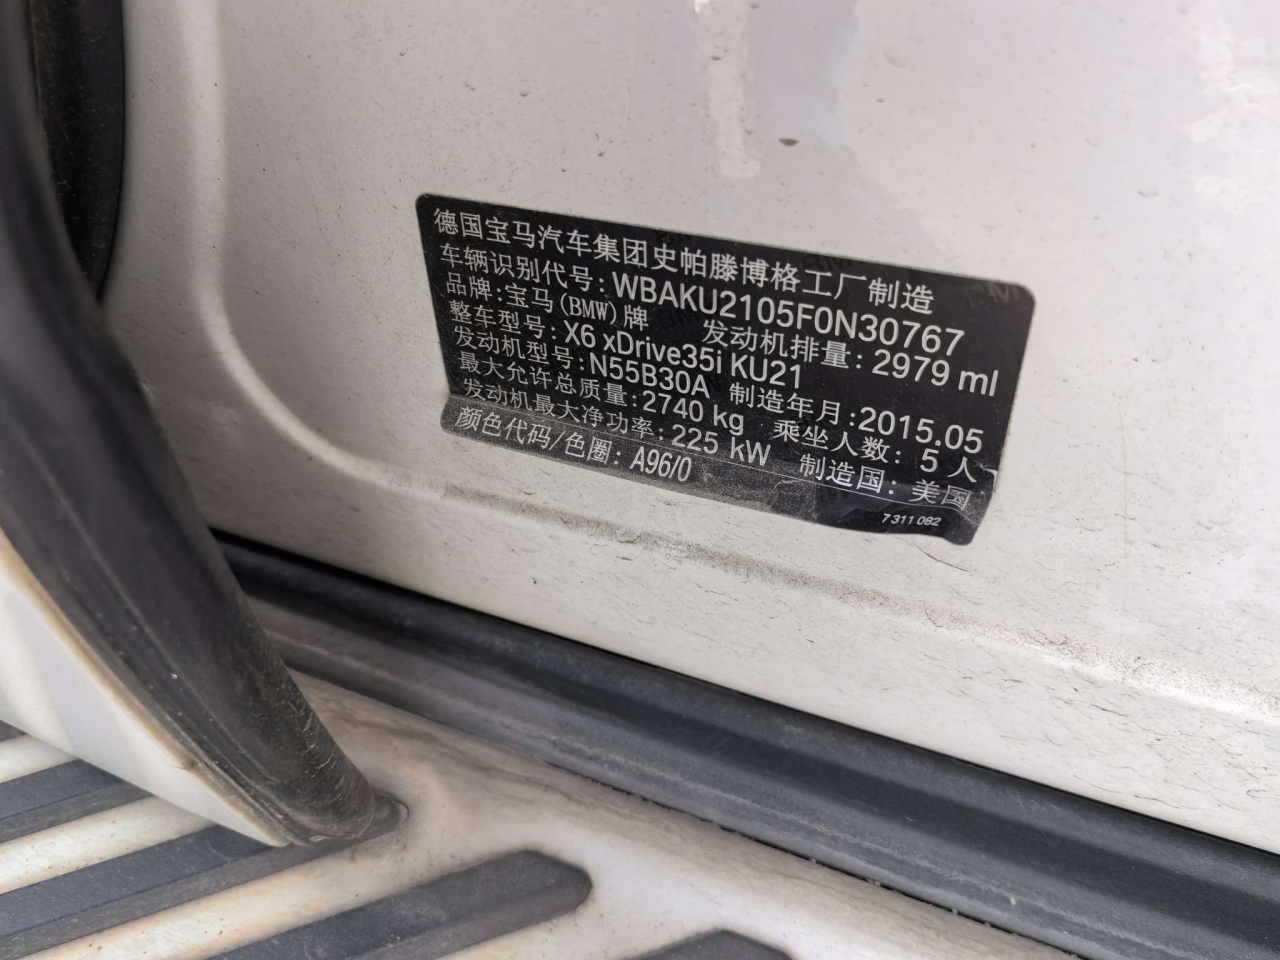 德国宝马汽车集团史帕滕博格工厂制造
车辆识别代号: WBAKU2105F0N30767
品牌:宝马(BMW)牌 发动机排量: 2979 ml
整车型号: X6 xDrive35i KU21
发动机型号:N55B30A 制造年月:2015.05
最大允许总质量:2740 kg 乘坐人数: 5 人
发动机最大净功率:225 kW 制造国: 美国
颜色代码/色圈: A96/0
7 311 082